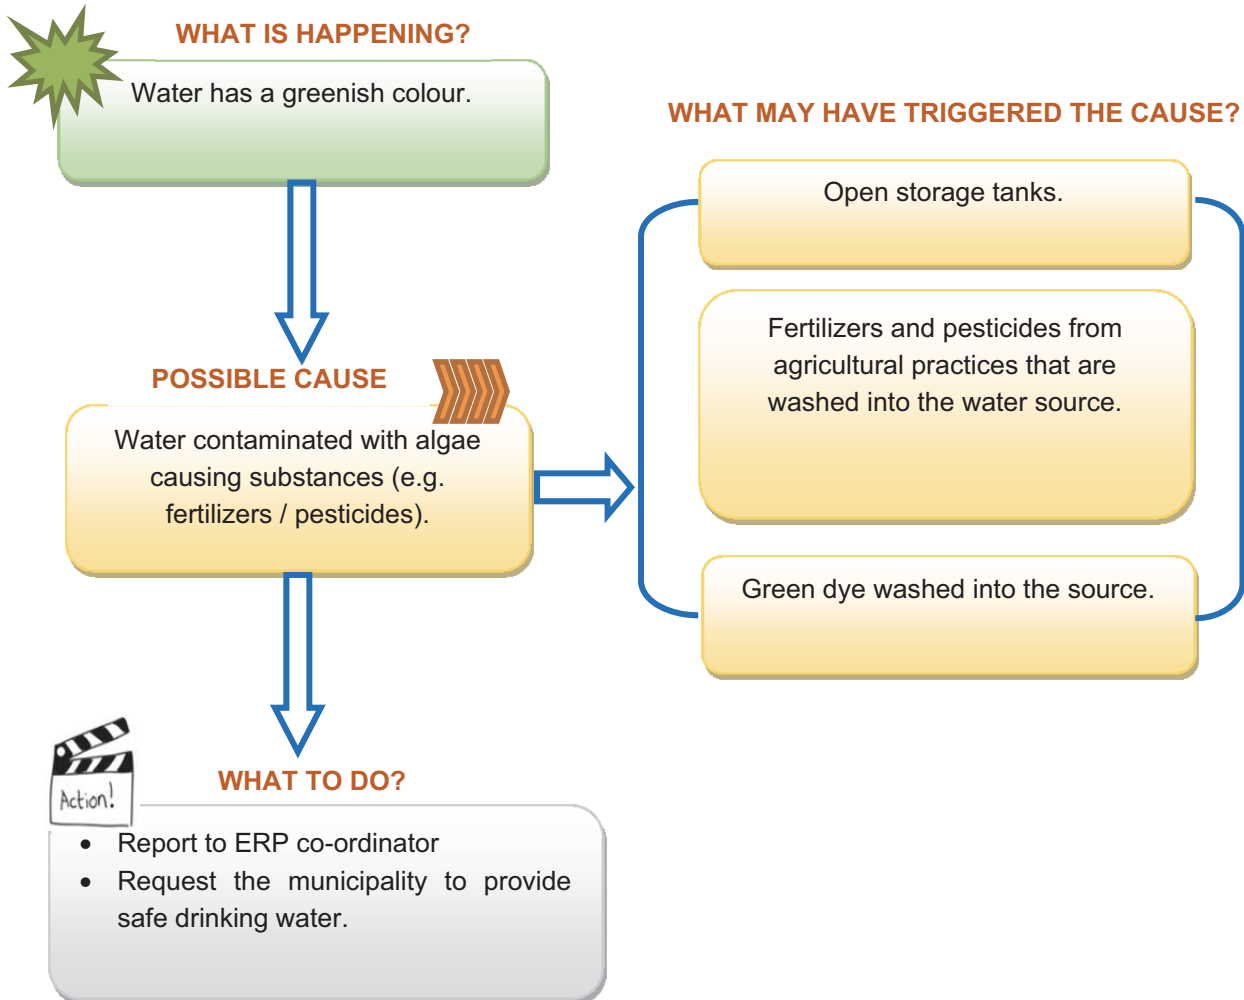 WHAT IS HAPPENING?
Water has a greenish colour.
WHAT MAY HAVE TRIGGERED THE CAUSE?
Open storage tanks.
Fertilizers and pesticides from
agricultural practices that are
washed into the water source.
Green dye washed into the source.
POSSIBLE CAUSE
Water contaminated with algae
causing substances (e.g.
fertilizers / pesticides).
WHAT TO DO?
Action!
• Report to ERP co-ordinator
• Request the municipality to provide
safe drinking water.